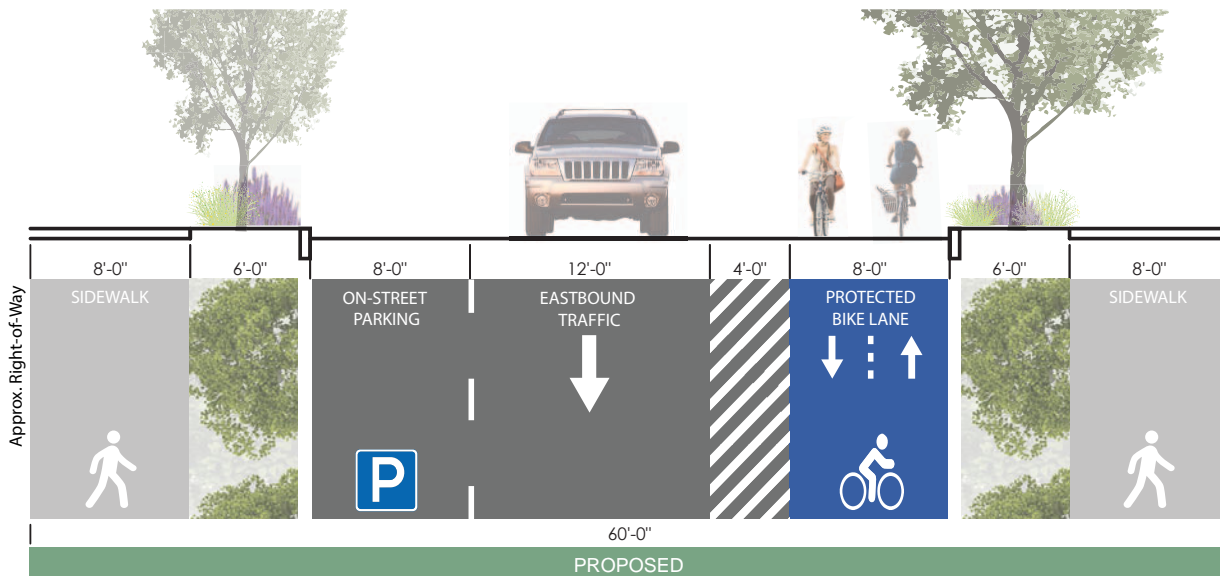 8'-0"
6'-0"
8'-0"
12'-0"
4'-0"
8'-0"
6'-0"
8'-0"
Approx. Right-of-Way
SIDEWALK
ON-STREET
PARKING
EASTBOUND
TRAFFIC
PROTECTED
BIKE LANE
SIDEWALK
P
60'-0"
PROPOSED